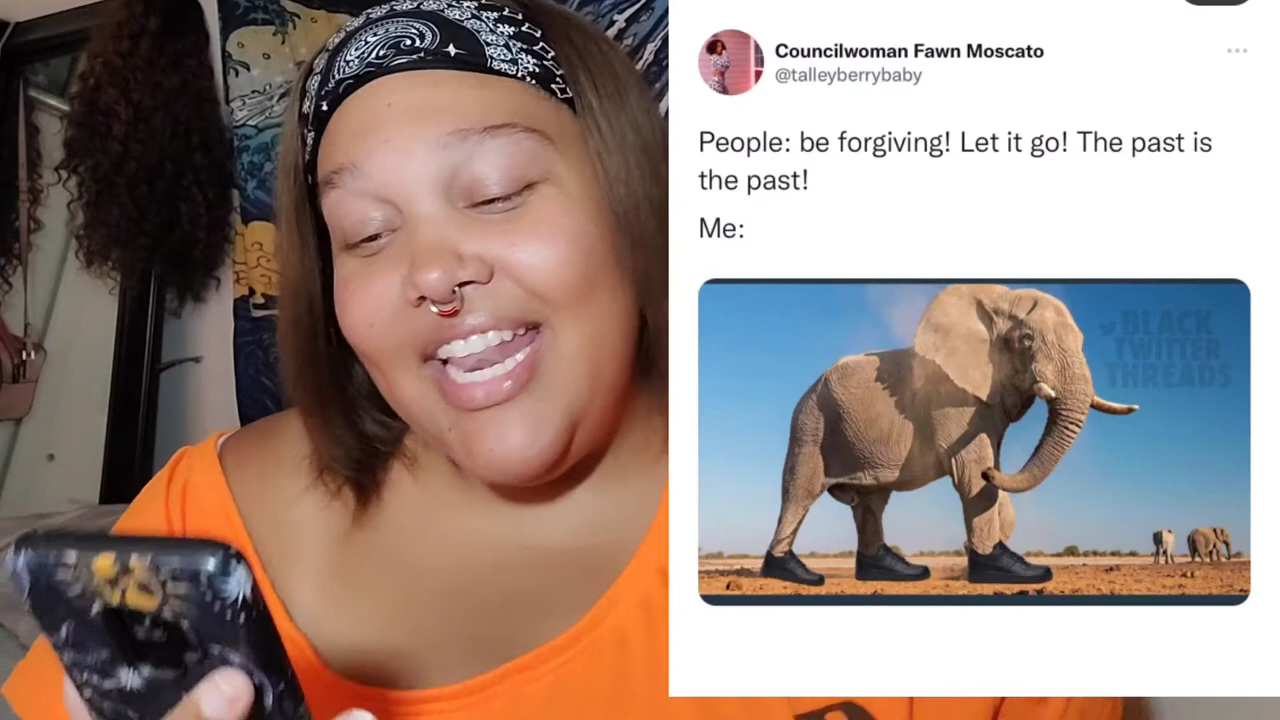 Councilwoman Fawn Moscato
@talleyberrybaby
People: be forgiving! Let it go! The past is
the past!
Me:
BLACK
TWITTER
THREADS